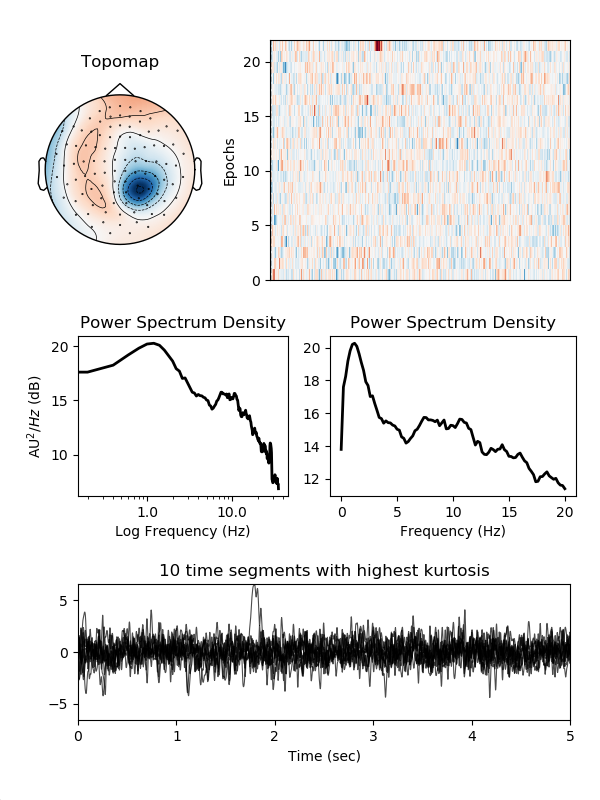 Topomap
Epochs
20
15
10
5
0
Power Spectrum Density
AU²/Hz (dB)
20
15
10
1.0 10.0
Log Frequency (Hz)
Power Spectrum Density
20
18
16
14
12
0 5 10 15 20
Frequency (Hz)
10 time segments with highest kurtosis
5
0
−5
0 1 2 3 4 5
Time (sec)